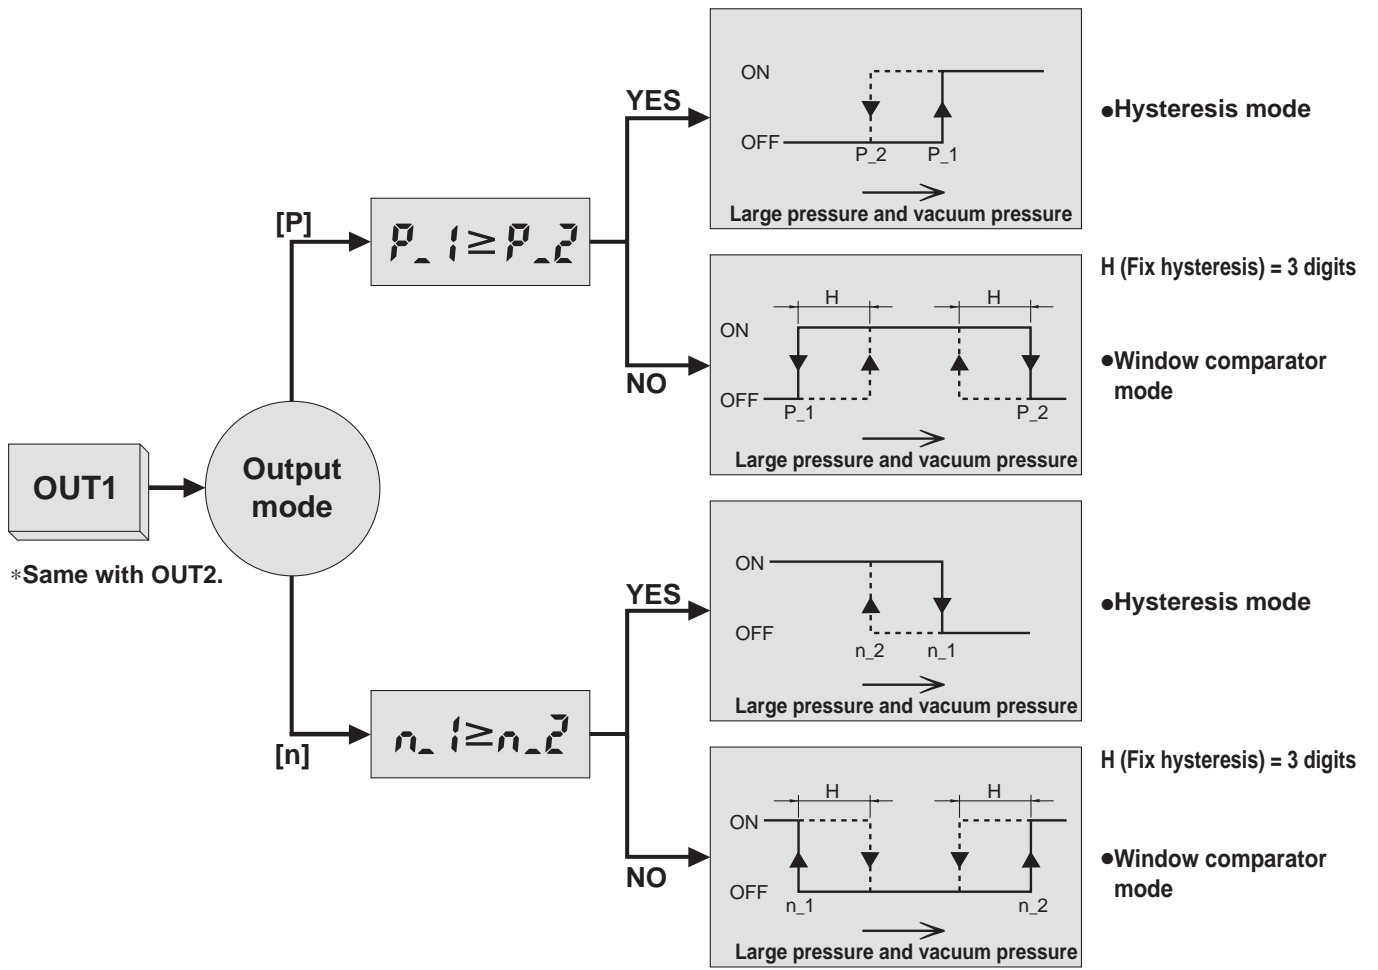 OUT1
*Same with OUT2.
Output
mode
[P]
P_1≥P_2
YES
NO
ON
OFF
P_2 P_1
Large pressure and vacuum pressure
●Hysteresis mode
H (Fix hysteresis) = 3 digits
H H
ON
OFF
P_1 P_2
Large pressure and vacuum pressure
●Window comparator
mode
[n]
n_1≥n_2
YES
NO
ON
OFF
n_2 n_1
Large pressure and vacuum pressure
●Hysteresis mode
H (Fix hysteresis) = 3 digits
H H
ON
OFF
n_1 n_2
Large pressure and vacuum pressure
●Window comparator
mode